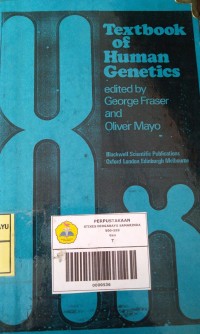 Textbook
of
Human
Genetics
edited by
George Fraser
and
Oliver Mayo
Blackwell Scientific Publications
Oxford London Edinburgh Melbourne
PERPUSTAKAAN
T